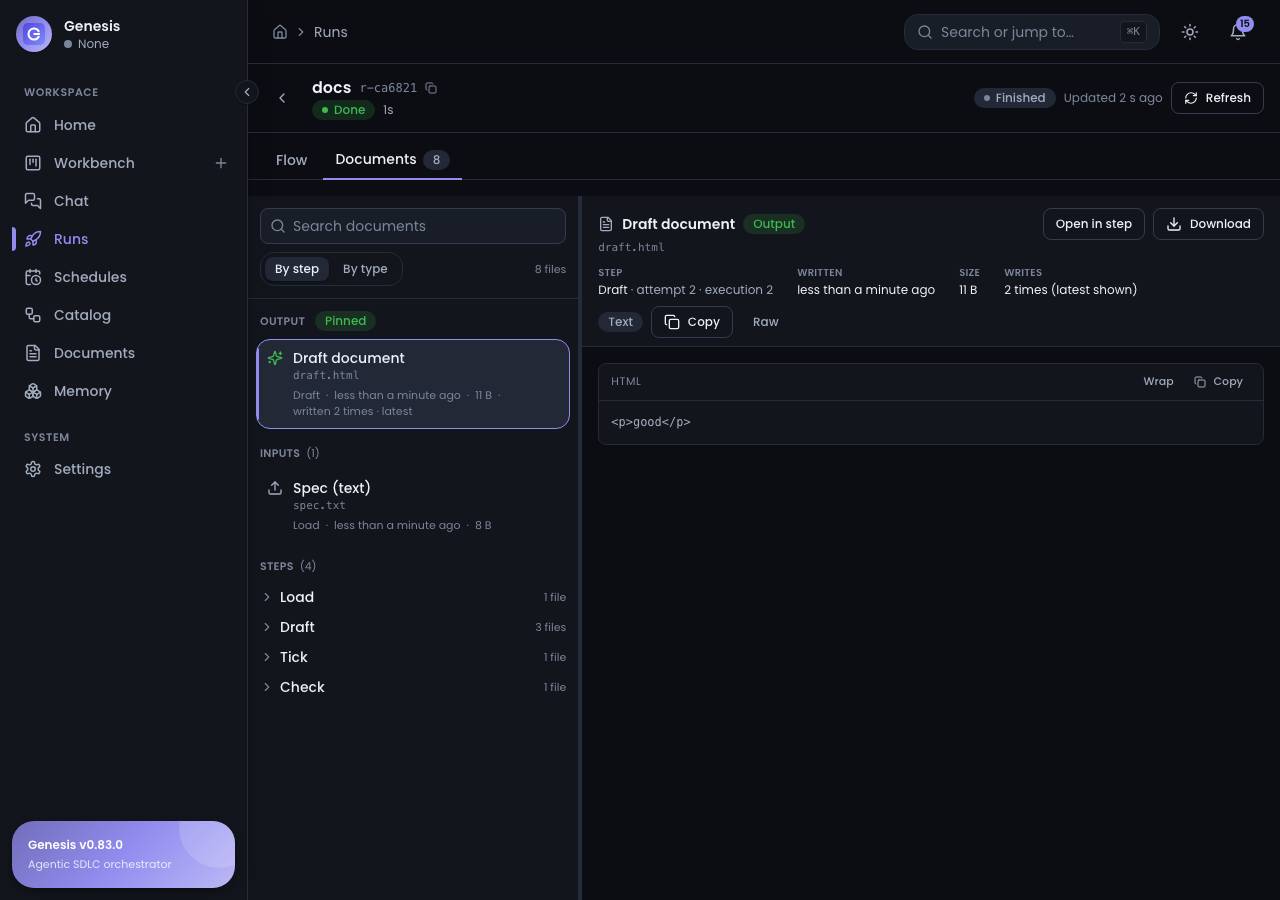 Genesis
None
WORKSPACE
Home
Workbench
Chat
Runs
Schedules
Catalog
Documents
Memory
SYSTEM
Settings
Genesis v0.83.0
Agentic SDLC orchestrator
Runs
Search or jump to...
⌘K
15
docs r-ca6821
Done 1s
Finished Updated 2 s ago Refresh
Flow Documents 8
Search documents
By step By type 8 files
OUTPUT Pinned
Draft document
draft.html
Draft · less than a minute ago · 11 B ·
written 2 times · latest
INPUTS (1)
Spec (text)
spec.txt
Load · less than a minute ago · 8 B
STEPS (4)
Load 1 file
Draft 3 files
Tick 1 file
Check 1 file
Draft document Output Open in step Download
draft.html
STEP WRITTEN SIZE WRITES
Draft · attempt 2 · execution 2 less than a minute ago 11 B 2 times (latest shown)
Text Copy Raw
HTML Wrap Copy
<p>good</p>